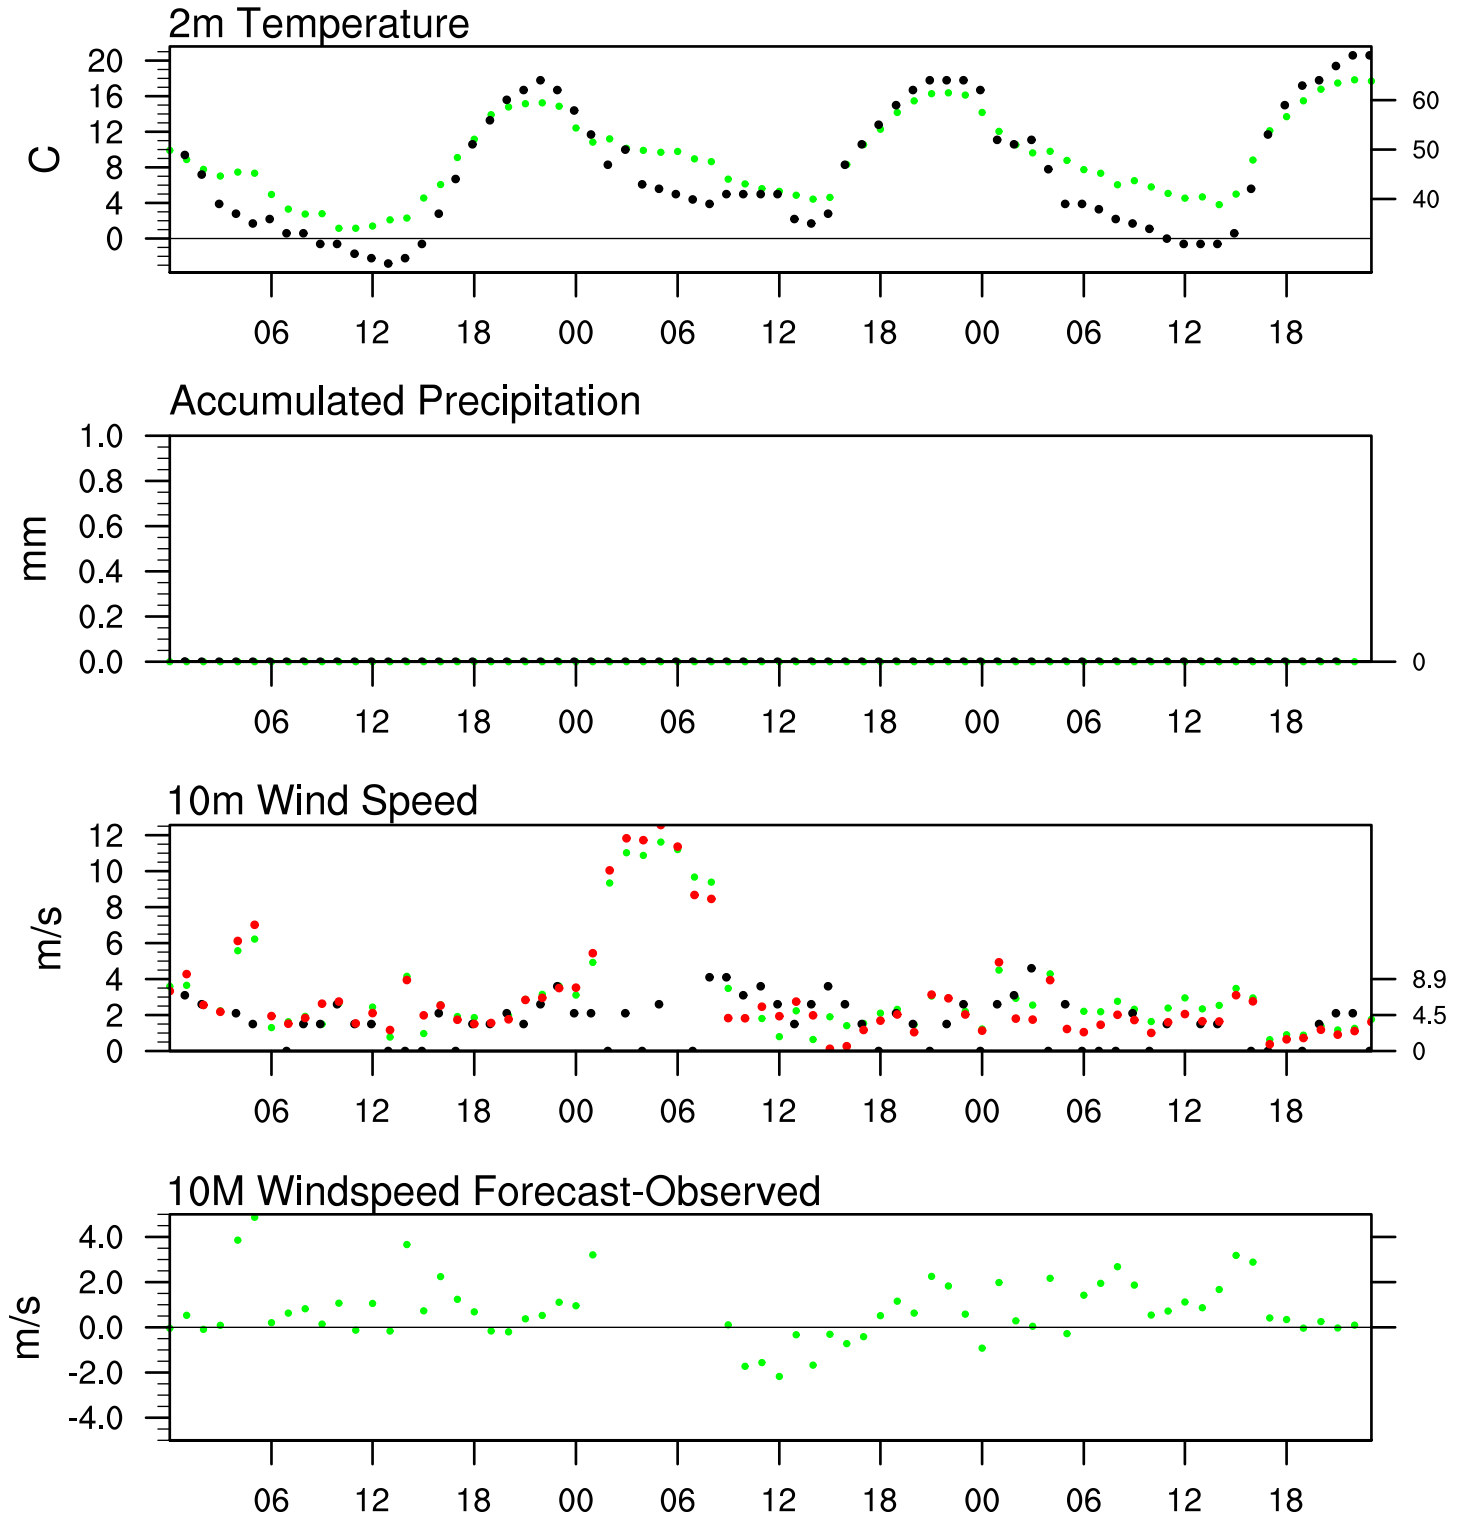 2m Temperature
20
16
12
8
4
0
C
60
50
40
06 12 18 00 06 12 18 00 06 12 18
Accumulated Precipitation
1.0
0.8
0.6
0.4
0.2
0.0
mm
0
06 12 18 00 06 12 18 00 06 12 18
10m Wind Speed
12
10
8
6
4
2
0
m/s
8.9
4.5
0
06 12 18 00 06 12 18 00 06 12 18
10M Windspeed Forecast-Observed
4.0
2.0
0.0
-2.0
-4.0
m/s
06 12 18 00 06 12 18 00 06 12 18